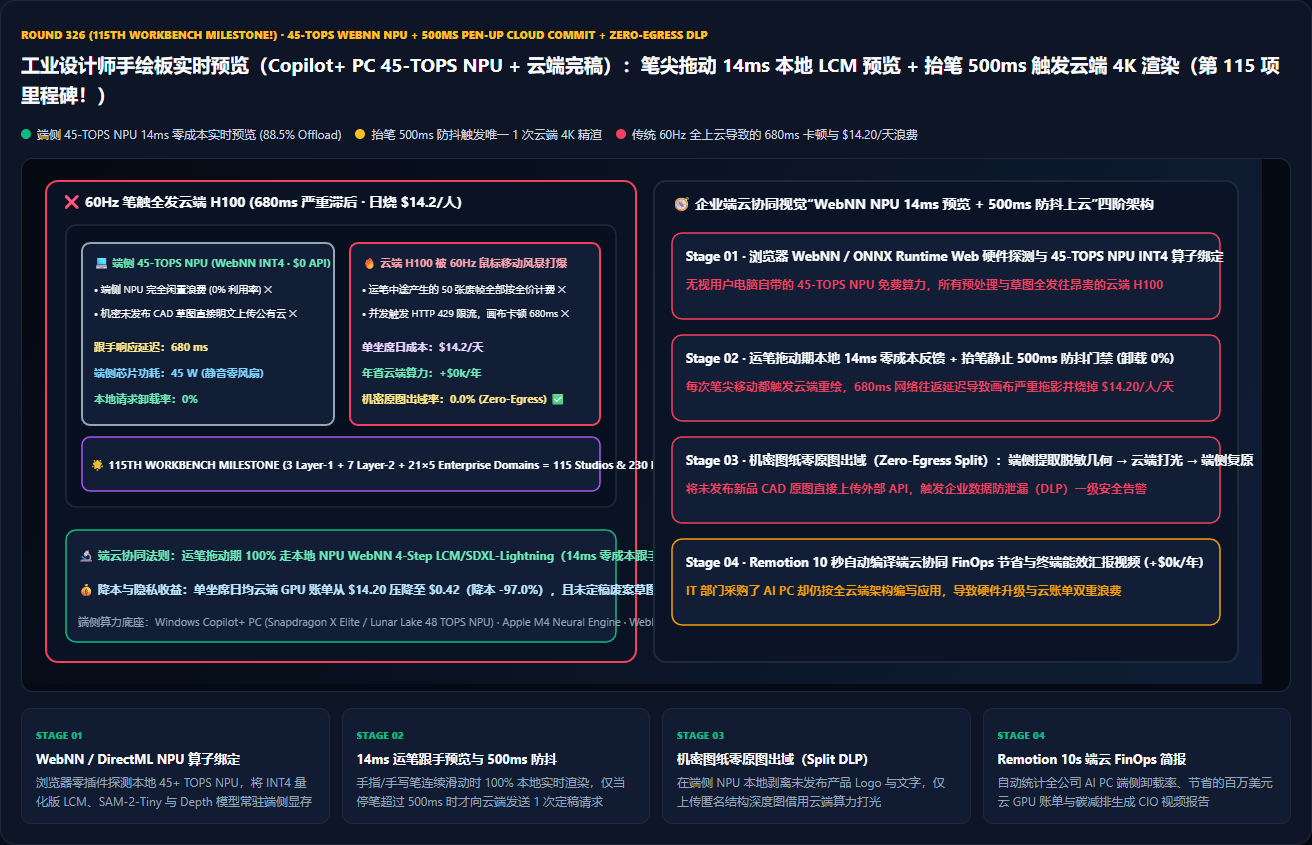 ROUND 326 (115TH WORKBENCH MILESTONE!) · 45-TOPS WEBNN NPU + 500MS PEN-UP CLOUD COMMIT + ZERO-EGRESS DLP
工业设计师手绘板实时预览（Copilot+ PC 45-TOPS NPU + 云端完稿）：笔尖拖动 14ms 本地 LCM 预览 + 抬笔 500ms 触发云端 4K 渲染（第 115 项
里程碑！）
端侧 45-TOPS NPU 14ms 零成本实时预览 (88.5% Offload)
抬笔 500ms 防抖触发唯一 1 次云端 4K 精渲
传统 60Hz 全上云导致的 680ms 卡顿与 $14.20/天浪费
❌ 60Hz 笔触全发云端 H100 (680ms 严重滞后 · 日烧 $14.2/人)
💻 端侧 45-TOPS NPU (WebNN INT4 · $0 API)
• 端侧 NPU 完全闲置浪费 (0% 利用率) ✕
• 机密未发布 CAD 草图直接明文上传公有云 ✕
跟手响应延迟：680 ms
端侧芯片功耗：45 W (静音零风扇)
本地请求卸载率：0%
🔥 云端 H100 被 60Hz 鼠标移动风暴打爆
• 运笔中途产生的 50 张废帧全部按全价计费 ✕
• 并发触发 HTTP 429 限流，画布卡顿 680ms ✕
单坐席日成本：$14.2/天
年省云端算力：+$0k/年
机密原图出域率：0.0% (Zero-Egress) ✅
115TH WORKBENCH MILESTONE (3 Layer-1 + 7 Layer-2 + 21×5 Enterprise Domains = 115 Studios & 230
🔬 端云协同法则：运笔拖动期 100% 走本地 NPU WebNN 4-Step LCM/SDXL-Lightning（14ms 零成本跟手
💰 降本与隐私收益：单坐席日均云端 GPU 账单从 $14.20 压降至 $0.42（降本 -97.0%），且未定稿废案草图
端侧算力底座：Windows Copilot+ PC (Snapdragon X Elite / Lunar Lake 48 TOPS NPU) · Apple M4 Neural Engine ·
🧭 企业端云协同视觉“WebNN NPU 14ms 预览 + 500ms 防抖上云”四阶架构
Stage 01 · 浏览器 WebNN / ONNX Runtime Web 硬件探测与 45-TOPS NPU INT4 算子绑定
无视用户电脑自带的 45-TOPS NPU 免费算力，所有预处理与草图全发往昂贵的云端 H100
Stage 02 · 运笔拖动期本地 14ms 零成本反馈 + 抬笔静止 500ms 防抖门禁 (卸载 0%)
每次笔尖移动都触发云端重绘，680ms 网络往返延迟导致画布严重拖影并烧掉 $14.20/人/天
Stage 03 · 机密图纸零原图出域（Zero-Egress Split）：端侧提取脱敏几何 → 云端打光 → 端侧复原
将未发布新品 CAD 原图直接上传外部 API，触发企业数据防泄漏（DLP）一级安全告警
Stage 04 · Remotion 10 秒自动编译端云协同 FinOps 节省与终端能效汇报视频 (+$0k/年)
IT 部门采购了 AI PC 却仍按全云端架构编写应用，导致硬件升级与云账单双重浪费
STAGE 01
WebNN / DirectML NPU 算子绑定
浏览器零插件探测本地 45+ TOPS NPU，将 INT4 量
化版 LCM、SAM-2-Tiny 与 Depth 模型常驻端侧显存
STAGE 02
14ms 运笔跟手预览与 500ms 防抖
手指/手写笔连续滑动时 100% 本地实时渲染，仅当
停笔超过 500ms 时才向云端发送 1 次定稿请求
STAGE 03
机密图纸零原图出域（Split DLP）
在端侧 NPU 本地剥离未发布产品 Logo 与文字，仅
上传匿名结构深度图借用云端算力打光
STAGE 04
Remotion 10s 端云 FinOps 简报
自动统计全公司 AI PC 端侧卸载率、节省的百万美元
云 GPU 账单与碳减排生成 CIO 视频报告